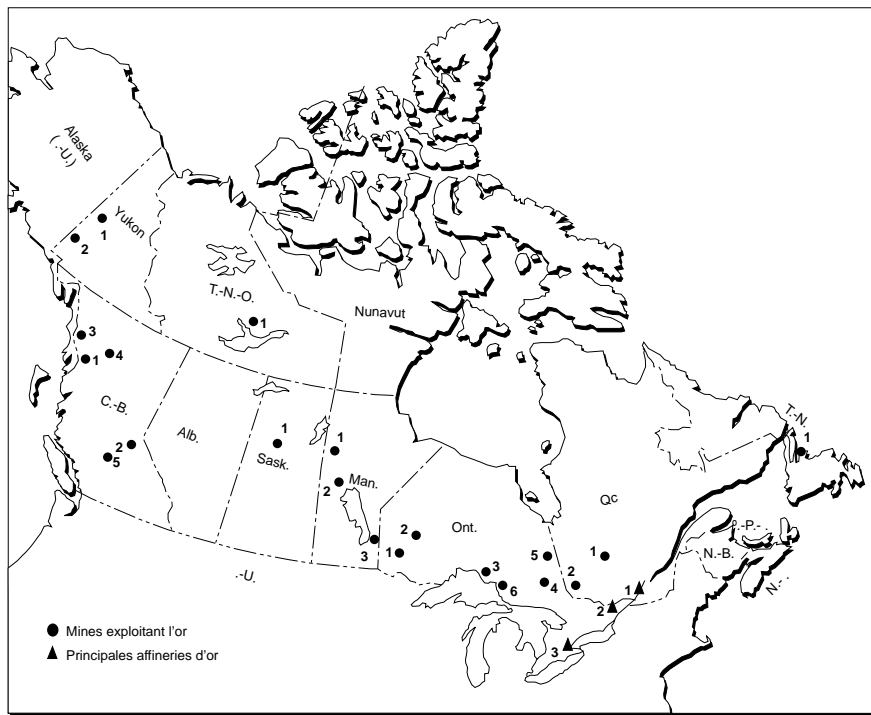 Alaska
( .-U.)
Yukon
1
2
T.-N.-O.
1
Nunavut
3
4
1
C.-B.
2
5
Alb.
1
Sask.
1
2
Man.
3
Ont.
2
1
3
6
5
4
Qc
1
2
T.-N.
1
.-P.- .
N.-B.
N.- .
.-U.
1
2
3
Mines exploitant l'or
Principales affineries d'or